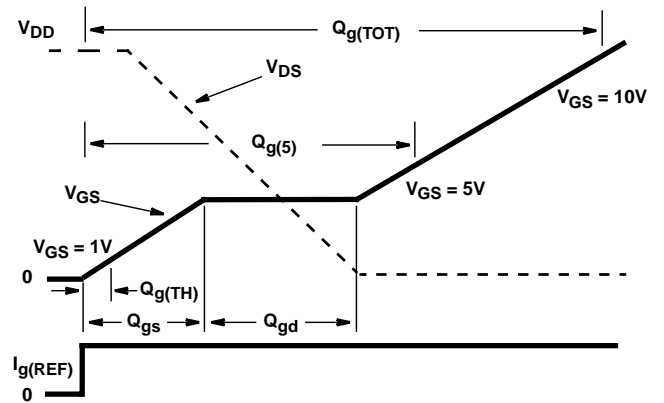 VDD
Qg(TOT)
VDS
VGS = 10V
Qg(5)
VGS
VGS = 5V
VGS = 1V
0
Qg(TH)
Qgs
Qgd
Ig(REF)
0